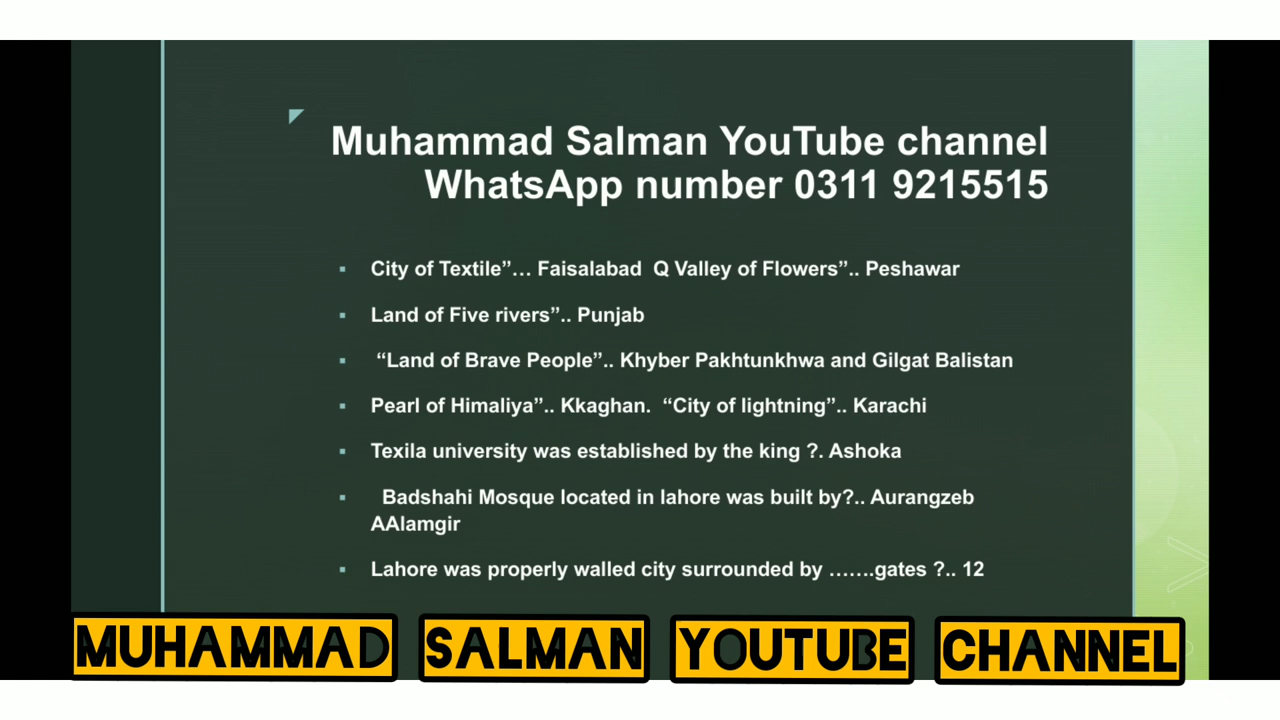 Muhammad Salman YouTube channel
WhatsApp number 0311 9215515
▪ City of Textile”… Faisalabad  Q Valley of Flowers”.. Peshawar
▪ Land of Five rivers”.. Punjab
▪ “Land of Brave People”.. Khyber Pakhtunkhwa and Gilgat Balistan
▪ Pearl of Himaliya”.. Kkaghan.  “City of lightning”.. Karachi
▪ Texila university was established by the king ?. Ashoka
▪ Badshahi Mosque located in lahore was built by?.. Aurangzeb
AAlamgir
▪ Lahore was properly walled city surrounded by …….gates ?.. 12
MUHAMMAD SALMAN YOUTUBE CHANNEL